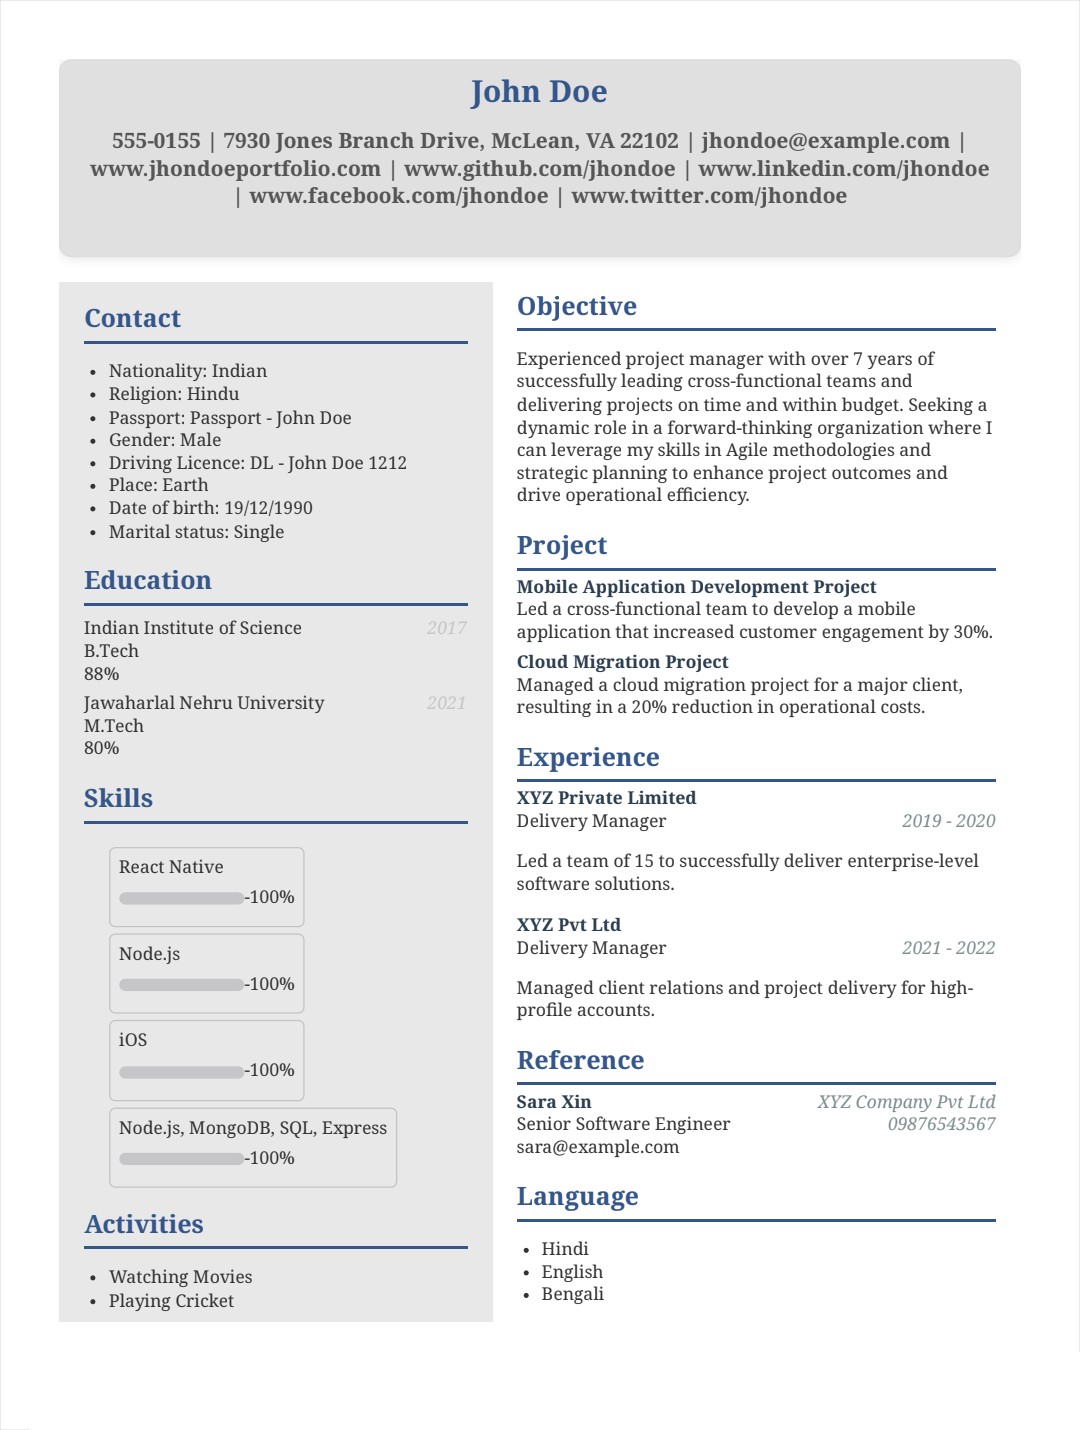 John Doe
555-0155 | 7930 Jones Branch Drive, McLean, VA 22102 | jhondoe@example.com |
www.jhondoeportfolio.com | www.github.com/jhondoe | www.linkedin.com/jhondoe
| www.facebook.com/jhondoe | www.twitter.com/jhondoe
Contact
• Nationality: Indian
• Religion: Hindu
• Passport: Passport - John Doe
• Gender: Male
• Driving Licence: DL - John Doe 1212
• Place: Earth
• Date of birth: 19/12/1990
• Marital status: Single
Education
Indian Institute of Science 2017
B.Tech
88%
Jawaharlal Nehru University 2021
M.Tech
80%
Skills
React Native
-100%
Node.js
-100%
iOS
-100%
Node.js, MongoDB, SQL, Express
-100%
Activities
• Watching Movies
• Playing Cricket
Objective
Experienced project manager with over 7 years of
successfully leading cross-functional teams and
delivering projects on time and within budget. Seeking a
dynamic role in a forward-thinking organization where I
can leverage my skills in Agile methodologies and
strategic planning to enhance project outcomes and
drive operational efficiency.
Project
Mobile Application Development Project
Led a cross-functional team to develop a mobile
application that increased customer engagement by 30%.
Cloud Migration Project
Managed a cloud migration project for a major client,
resulting in a 20% reduction in operational costs.
Experience
XYZ Private Limited
Delivery Manager 2019 - 2020
Led a team of 15 to successfully deliver enterprise-level
software solutions.
XYZ Pvt Ltd
Delivery Manager 2021 - 2022
Managed client relations and project delivery for high-
profile accounts.
Reference
Sara Xin XYZ Company Pvt Ltd
Senior Software Engineer 09876543567
sara@example.com
Language
• Hindi
• English
• Bengali